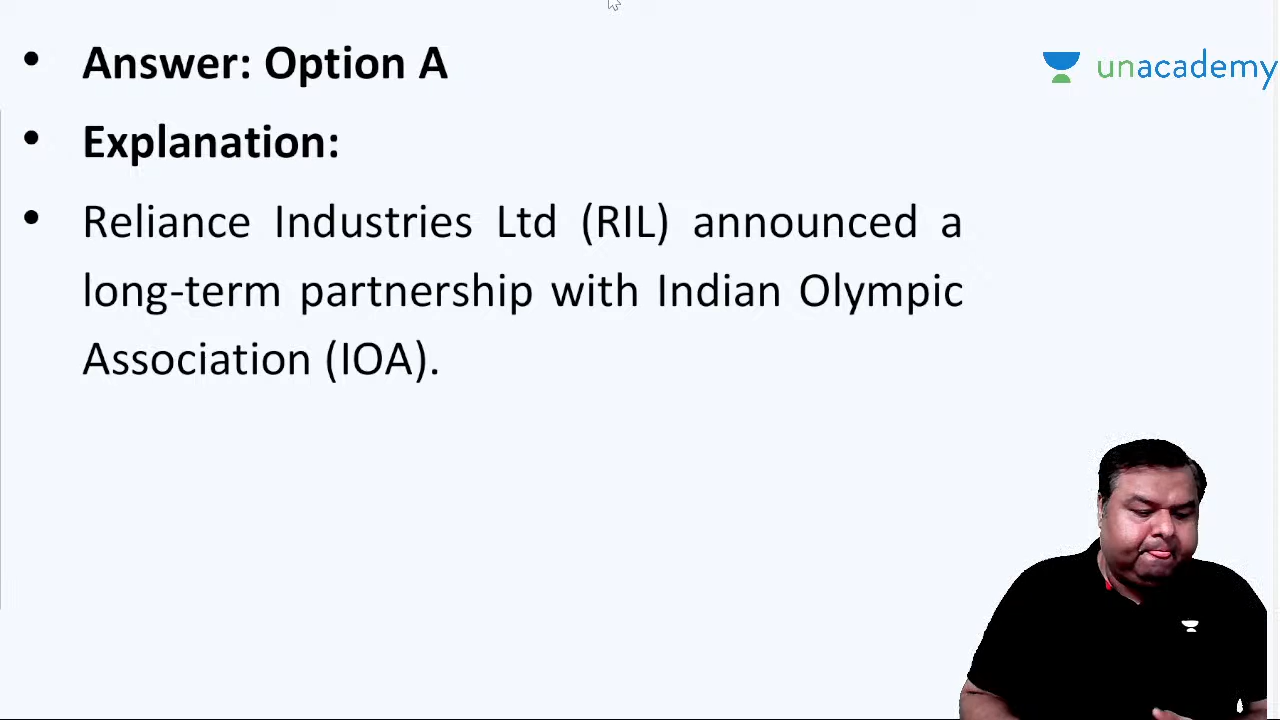 • Answer: Option A
unacademy
• Explanation:
• Reliance Industries Ltd (RIL) announced a
long-term partnership with Indian Olympic
Association (IOA).